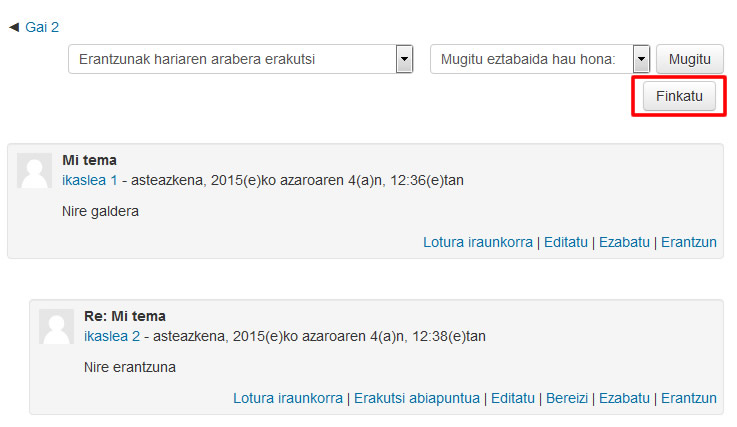 ◄ Gai 2
Erantzunak hariaren arabera erakutsi Mugitu eztabaida hau hona: Mugitu
Finkatu
Mi tema
ikaslea 1 - asteazkena, 2015(e)ko azaroaren 4(a)n, 12:36(e)tan
Nire galdera
Lotura iraunkorra | Editatu | Ezabatu | Erantzun
Re: Mi tema
ikaslea 2 - asteazkena, 2015(e)ko azaroaren 4(a)n, 12:38(e)tan
Nire erantzuna
Lotura iraunkorra | Erakutsi abiapuntua | Editatu | Bereizi | Ezabatu | Erantzun